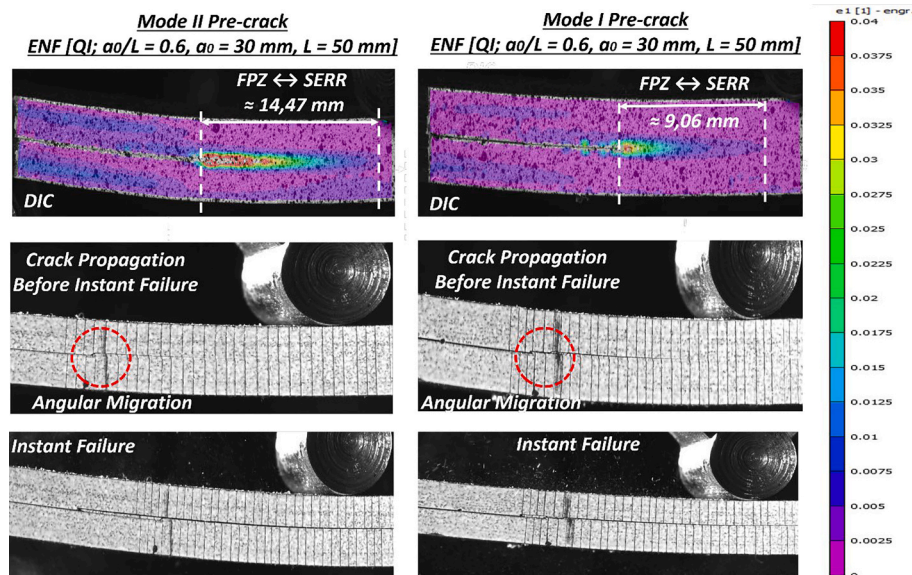 Mode II Pre-crack
ENF [QI; a0/L = 0.6, a0 = 30 mm, L = 50 mm]
FPZ ↔ SERR
≈ 14,47 mm
DIC
Crack Propagation
Before Instant Failure
Angular Migration
Instant Failure
Mode I Pre-crack
ENF [QI; a0/L = 0.6, a0 = 30 mm, L = 50 mm]
FPZ ↔ SERR
≈ 9,06 mm
DIC
Crack Propagation
Before Instant Failure
Angular Migration
Instant Failure
e1 [1] - engr.
0.04
0.0375
0.035
0.0325
0.03
0.0275
0.025
0.0225
0.02
0.0175
0.015
0.0125
0.01
0.0075
0.005
0.0025